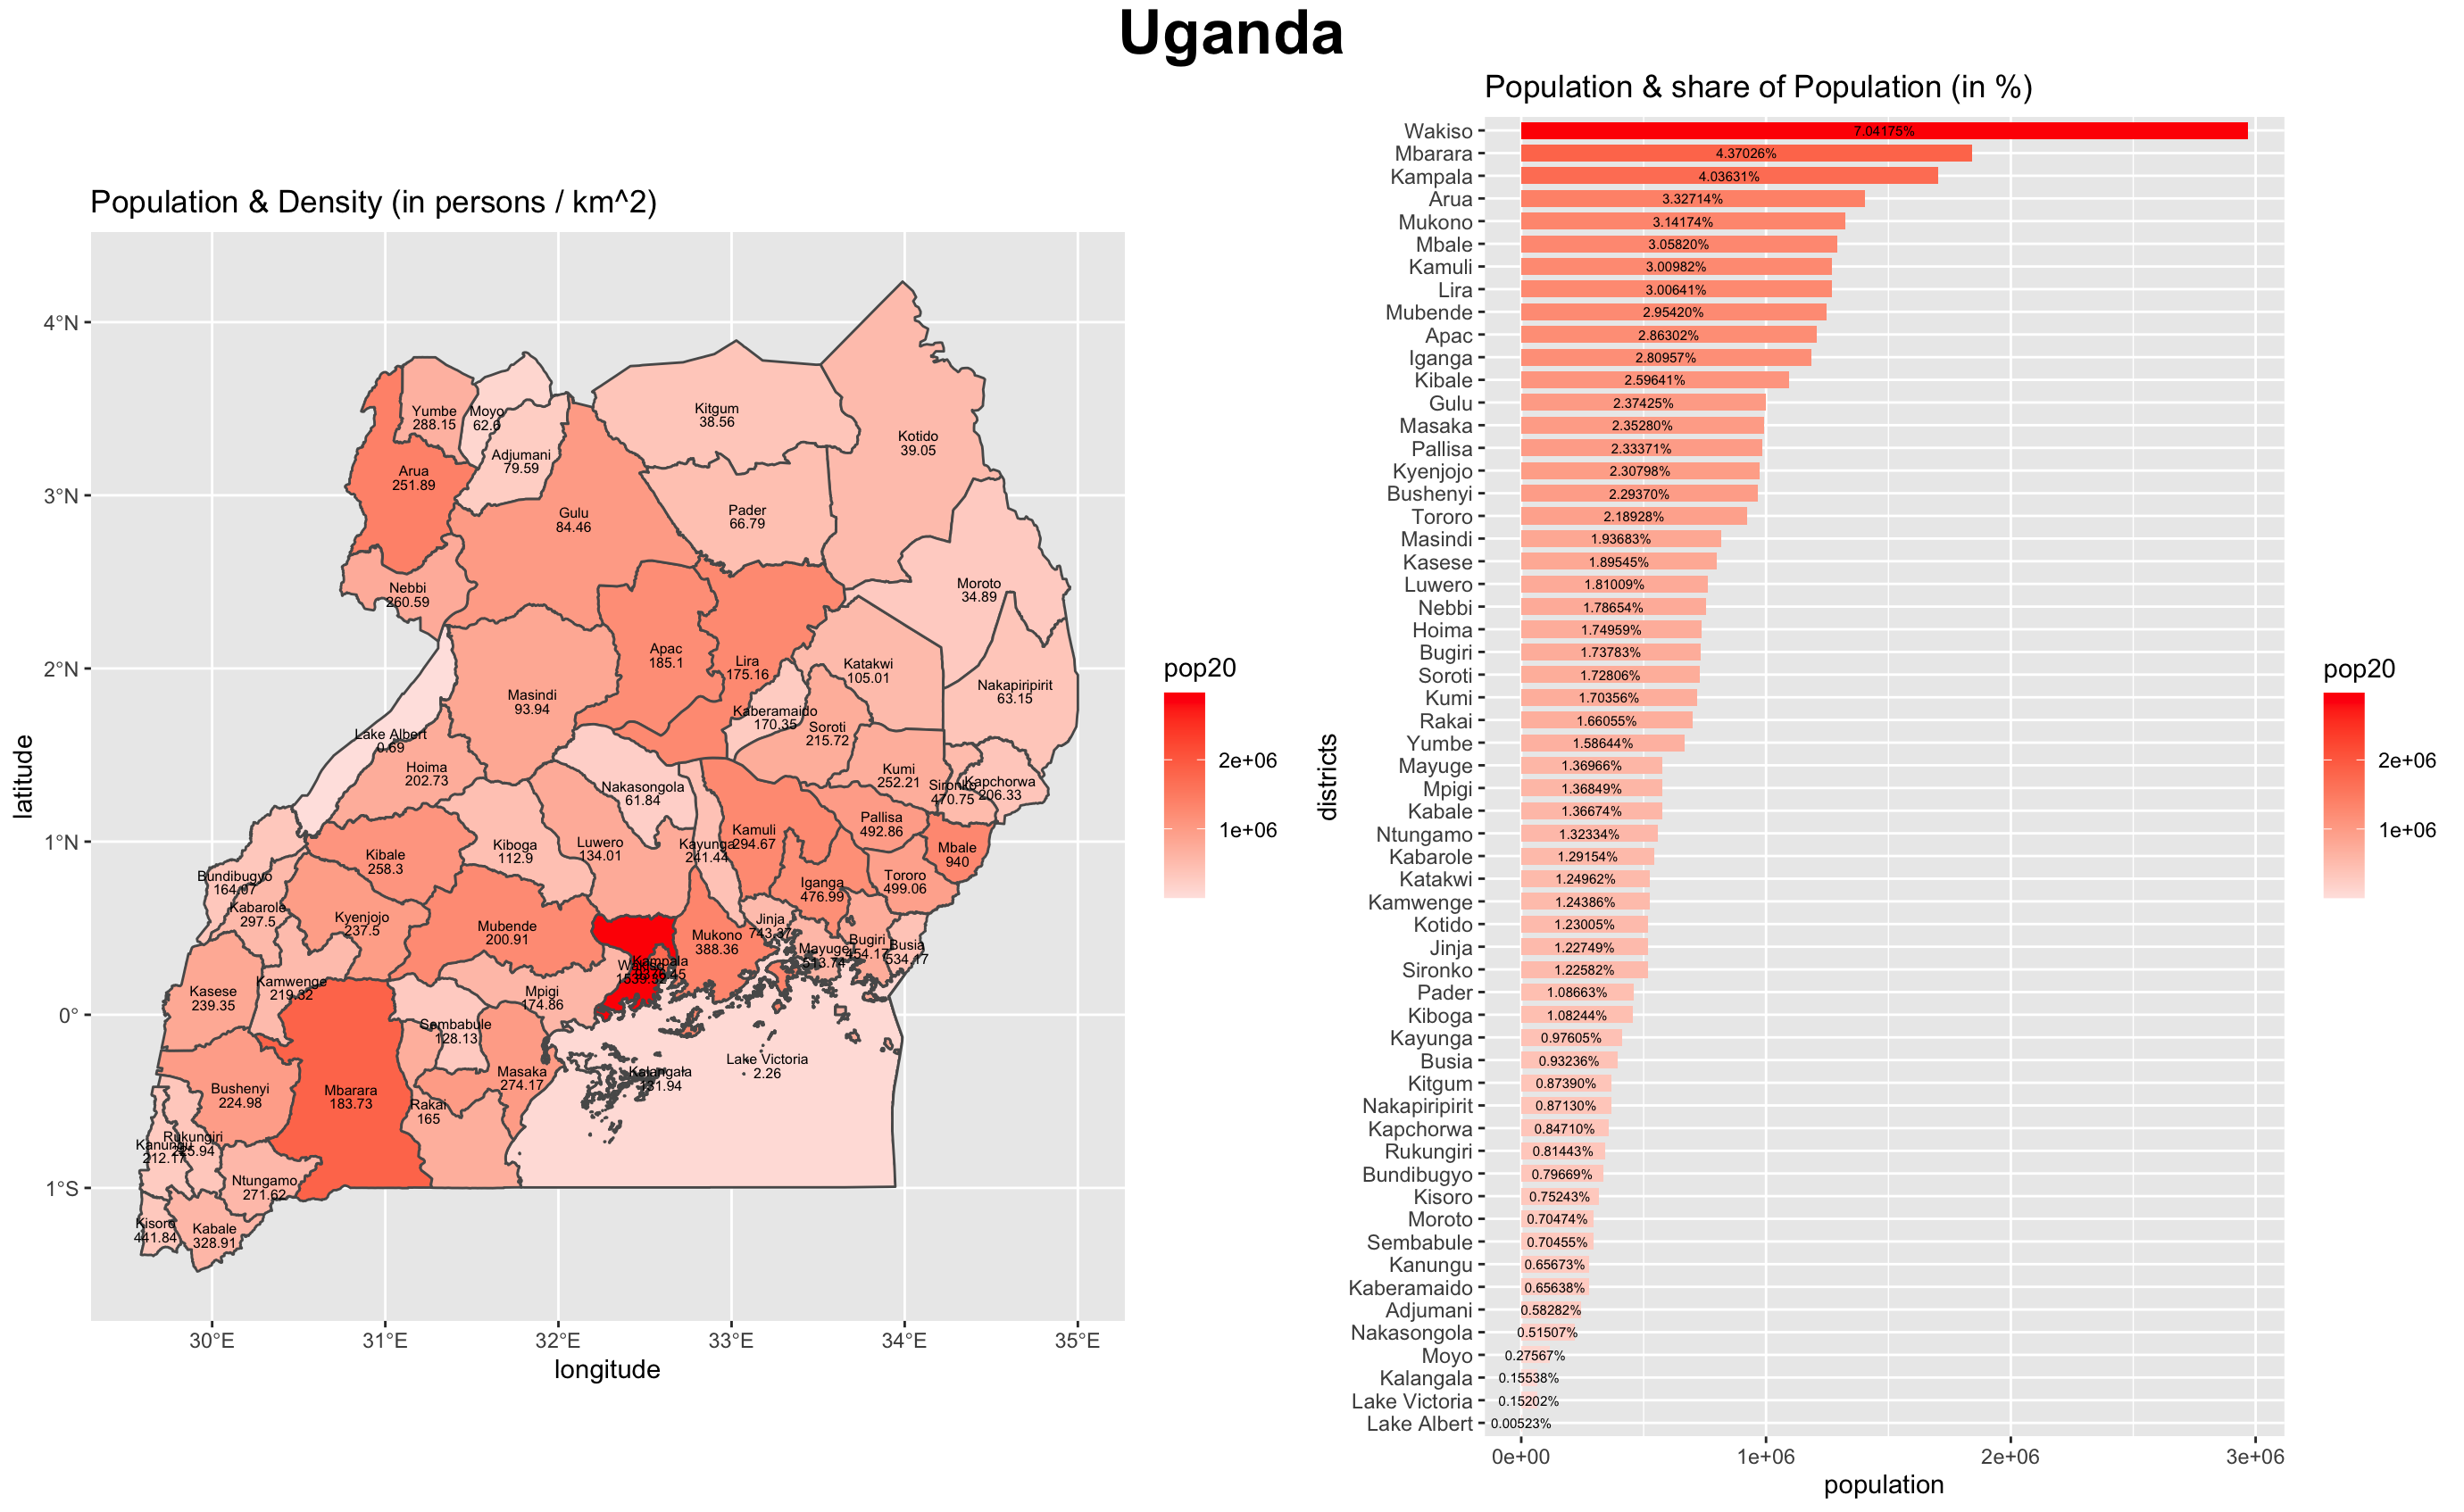 Uganda
Population & Density (in persons / km^2)
latitude
4°N
3°N
2°N
1°N
0°
1°S
30°E
31°E
32°E
33°E
34°E
35°E
longitude
Yumbe
288.15
Moyo
62.6
Adjumani
79.59
Arua
251.89
Kitgum
38.56
Kotido
39.05
Gulu
84.46
Pader
66.79
Nebbi
260.59
Moroto
34.89
Apac
185.1
Lira
175.16
Katakwi
105.01
Nakapiripirit
63.15
Masindi
93.94
Kaberamaido
170.35
Soroti
215.72
Lake Albert
0.69
Hoima
202.73
Nakasongola
61.84
Kumi
252.21
Sironko
470.75
Kapchorwa
206.33
Pallisa
492.86
Kamuli
294.67
Kayunga
241.44
Kiboga
112.9
Luwero
134.01
Mbale
940
Kibale
258.3
Bundibugyo
164.07
Iganga
476.99
Tororo
499.06
Kabarole
297.5
Kyenjojo
237.5
Mubende
200.91
Mukono
388.36
Jinja
743.37
Mayuge
513.74
Bugiri
454.17
Busia
534.17
Kampala
Wakiso
1539.32
Kasese
239.35
Kamwenge
219.32
Mpigi
174.86
Sembabule
128.13
Lake Victoria
2.26
Kalangala
131.94
Masaka
274.17
Bushenyi
224.98
Mbarara
183.73
Rakai
165
Rukungiri
Kanungu
212.17
Ntungamo
271.62
Kisoro
441.84
Kabale
328.91
pop20
2e+06
1e+06
Population & share of Population (in %)
districts
Wakiso 7.04175%
Mbarara 4.37026%
Kampala 4.03631%
Arua 3.32714%
Mukono 3.14174%
Mbale 3.05820%
Kamuli 3.00982%
Lira 3.00641%
Mubende 2.95420%
Apac 2.86302%
Iganga 2.80957%
Kibale 2.59641%
Gulu 2.37425%
Masaka 2.35280%
Pallisa 2.33371%
Kyenjojo 2.30798%
Bushenyi 2.29370%
Tororo 2.18928%
Masindi 1.93683%
Kasese 1.89545%
Luwero 1.81009%
Nebbi 1.78654%
Hoima 1.74959%
Bugiri 1.73783%
Soroti 1.72806%
Kumi 1.70356%
Rakai 1.66055%
Yumbe 1.58644%
Mayuge 1.36966%
Mpigi 1.36849%
Kabale 1.36674%
Ntungamo 1.32334%
Kabarole 1.29154%
Katakwi 1.24962%
Kamwenge 1.24386%
Kotido 1.23005%
Jinja 1.22749%
Sironko 1.22582%
Pader 1.08663%
Kiboga 1.08244%
Kayunga 0.97605%
Busia 0.93236%
Kitgum 0.87390%
Nakapiripirit 0.87130%
Kapchorwa 0.84710%
Rukungiri 0.81443%
Bundibugyo 0.79669%
Kisoro 0.75243%
Moroto 0.70474%
Sembabule 0.70455%
Kanungu 0.65673%
Kaberamaido 0.65638%
Adjumani 0.58282%
Nakasongola 0.51507%
Moyo 0.27567%
Kalangala 0.15538%
Lake Victoria 0.15202%
Lake Albert 0.00523%
0e+00
1e+06
2e+06
3e+06
population
pop20
2e+06
1e+06